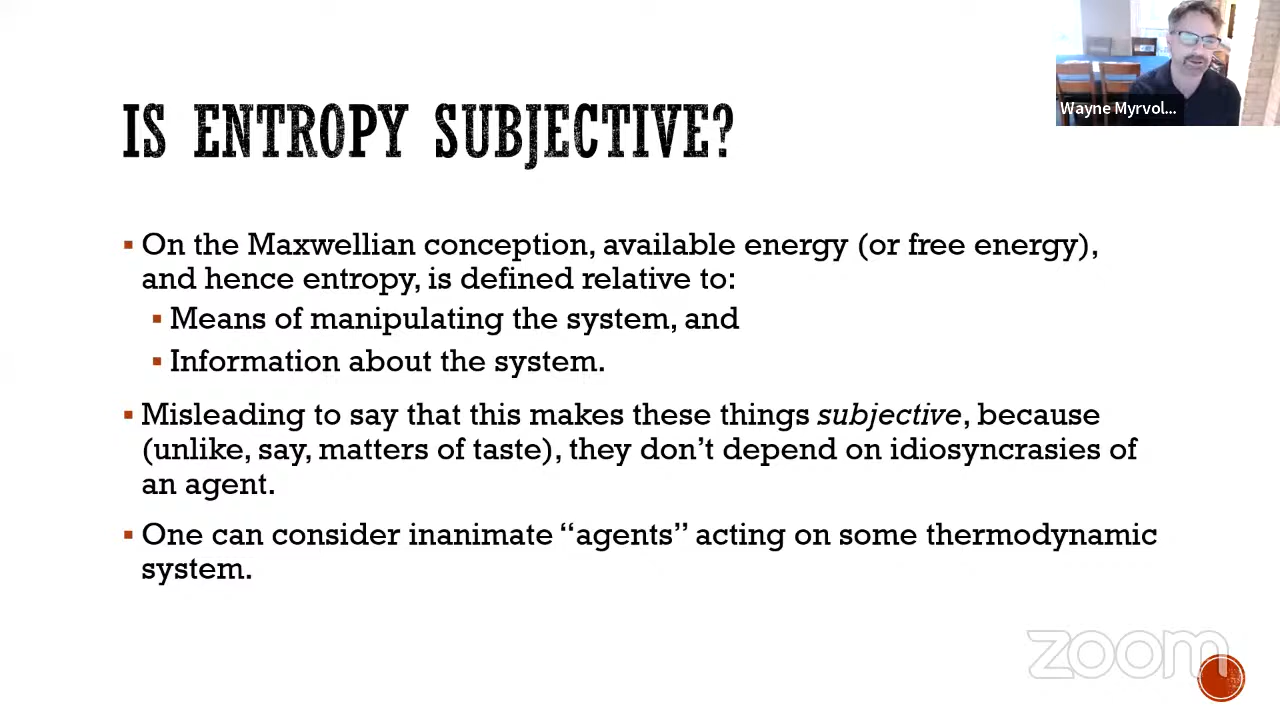 Wayne Myrvol...
IS ENTROPY SUBJECTIVE?
▪ On the Maxwellian conception, available energy (or free energy),
and hence entropy, is defined relative to:
▪ Means of manipulating the system, and
▪ Information about the system.
▪ Misleading to say that this makes these things subjective, because
(unlike, say, matters of taste), they don’t depend on idiosyncrasies of
an agent.
▪ One can consider inanimate “agents” acting on some thermodynamic
system.
zoom